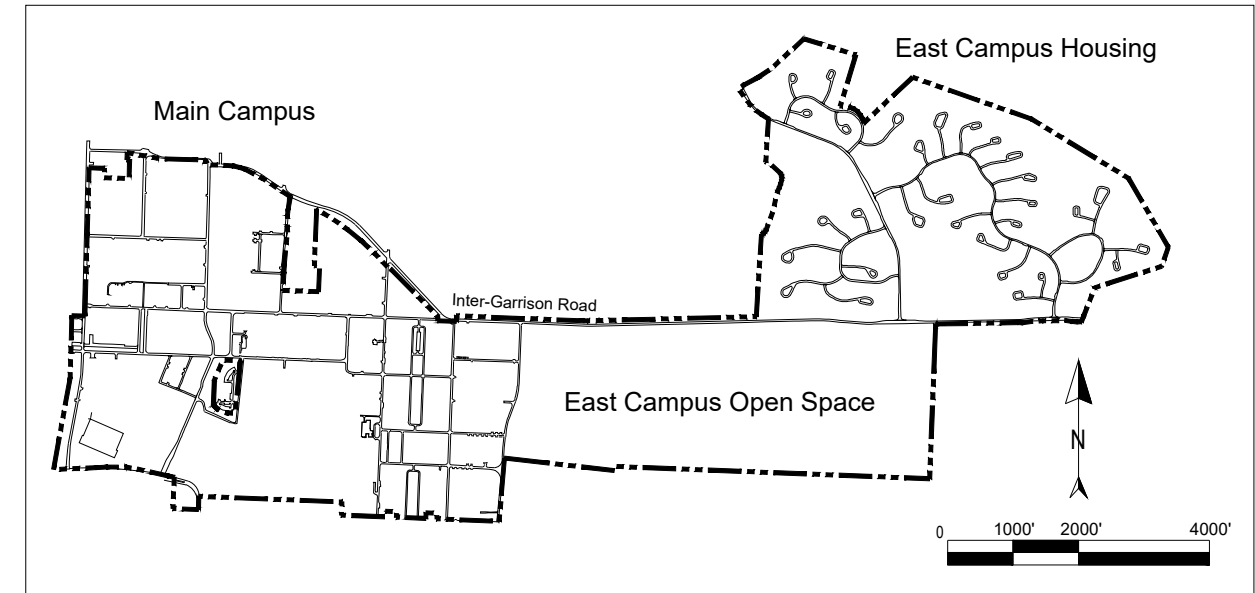 East Campus Housing
Main Campus
Inter-Garrison Road
East Campus Open Space
N
0 1000' 2000' 4000'